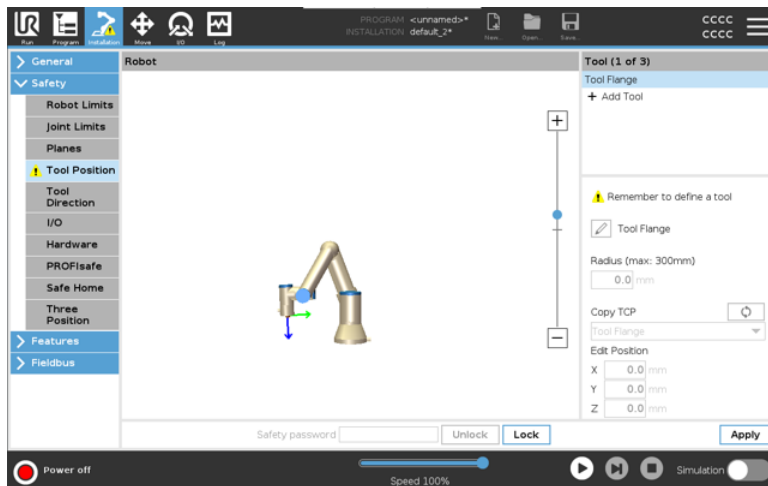 UR
PROGRAM <unnamed>*
INSTALLATION default_2*
Run
Program
Installation
Move
I/O
Log
New...
Open...
Save...
CCCC
CCCC
General
Safety
Robot Limits
Joint Limits
Planes
Tool Position
Tool
Direction
I/O
Hardware
PROFIsafe
Safe Home
Three
Position
Features
Fieldbus
Robot
+
−
Safety password
Unlock
Lock
Tool (1 of 3)
Tool Flange
+ Add Tool
Remember to define a tool
Tool Flange
Radius (max: 300mm)
0.0 mm
Copy TCP
Tool Flange
Edit Position
X 0.0 mm
Y 0.0 mm
Z 0.0 mm
Apply
Power off
Speed 100%
Simulation